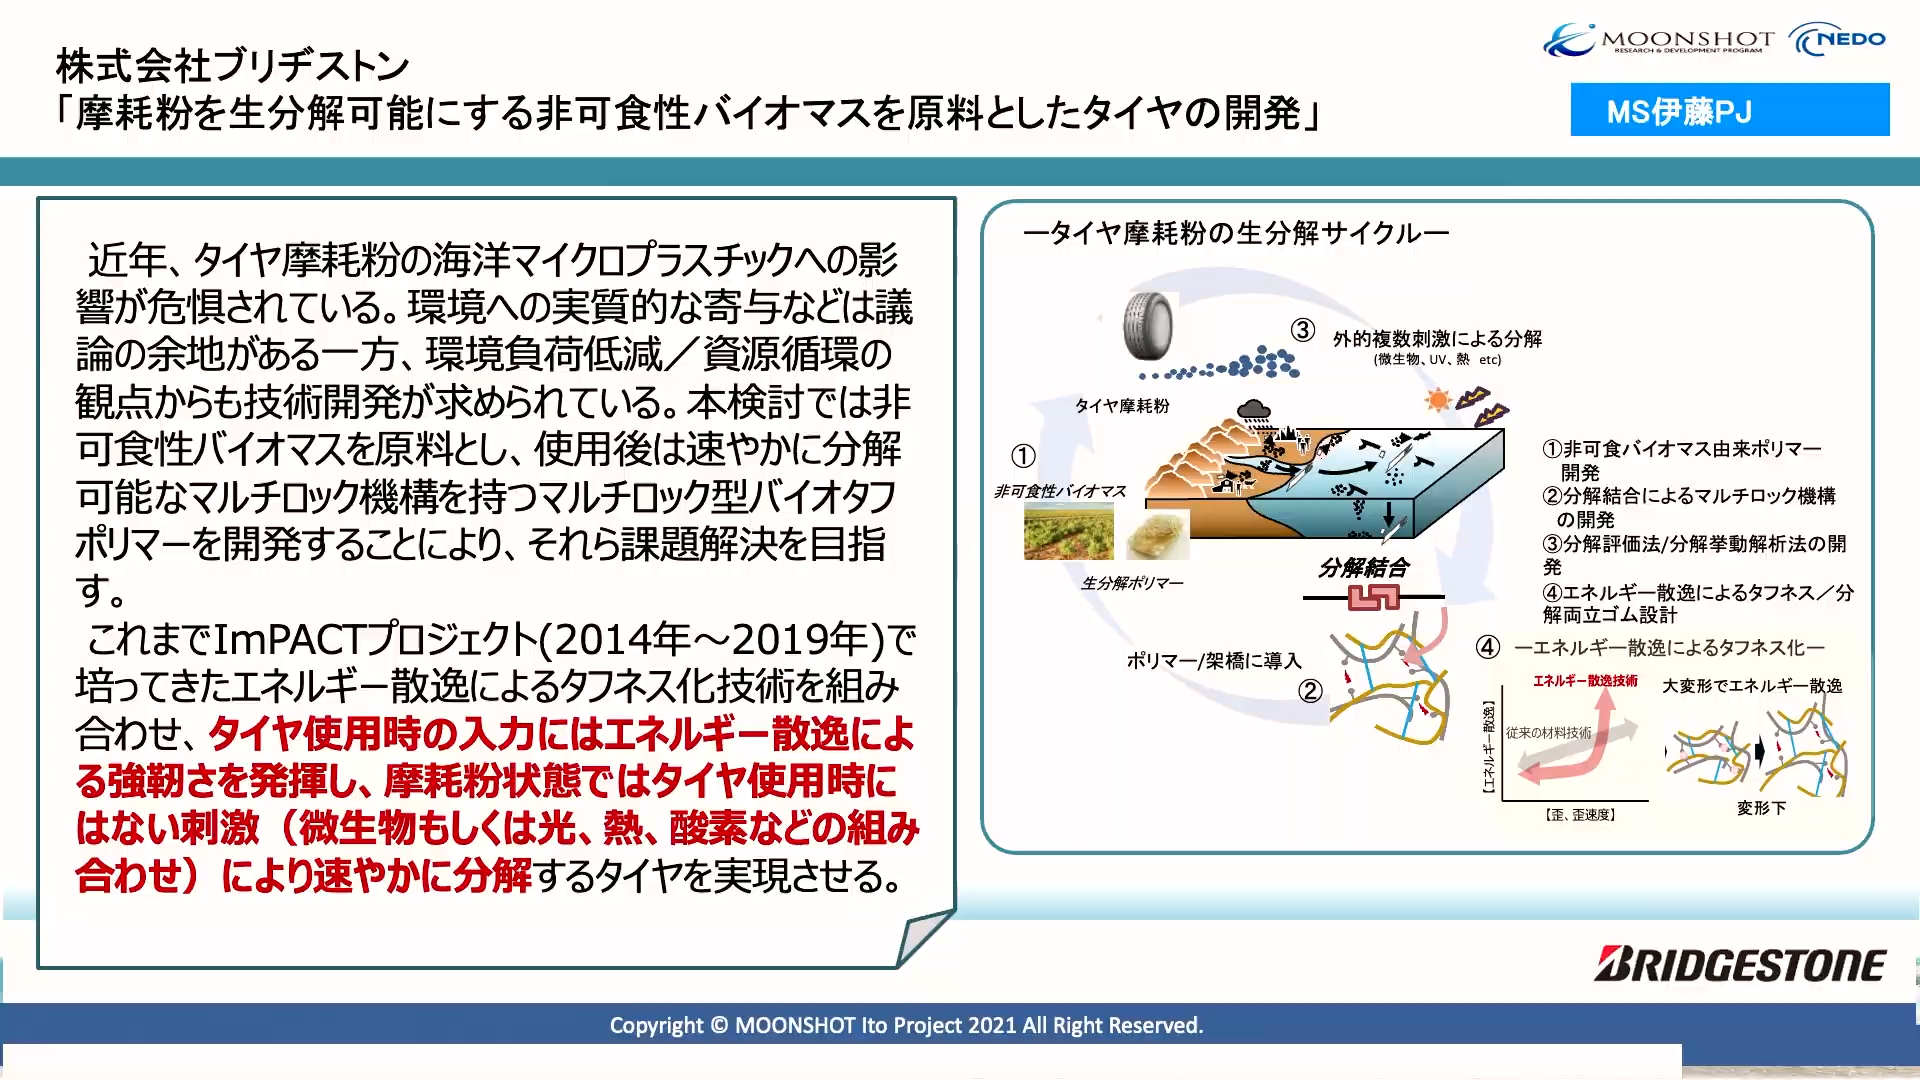 株式会社ブリヂストン
「摩耗粉を生分解可能にする非可食性バイオマスを原料としたタイヤの開発」
MOONSHOT
RESEARCH & DEVELOPMENT PROGRAM
NEDO
MS伊藤PJ
近年、タイヤ摩耗粉の海洋マイクロプラスチックへの影
響が危惧されている。環境への実質的な寄与などは議
論の余地がある一方、環境負荷低減／資源循環の
観点からも技術開発が求められている。本検討では非
可食性バイオマスを原料とし、使用後は速やかに分解
可能なマルチロック機構を持つマルチロック型バイオタフ
ポリマーを開発することにより、それら課題解決を目指
す。
これまでImPACTプロジェクト(2014年～2019年)で
培ってきたエネルギー散逸によるタフネス化技術を組み
合わせ、タイヤ使用時の入力にはエネルギー散逸によ
る強靭さを発揮し、摩耗粉状態ではタイヤ使用時に
はない刺激（微生物もしくは光、熱、酸素などの組み
合わせ）により速やかに分解するタイヤを実現させる。
ータイヤ摩耗粉の生分解サイクルー
③
外的複数刺激による分解
(微生物、UV、熱 etc)
タイヤ摩耗粉
①
非可食性バイオマス
生分解ポリマー
分解結合
ポリマー/架橋に導入
②
①非可食バイオマス由来ポリマー
開発
②分解結合によるマルチロック機構
の開発
③分解評価法/分解挙動解析法の開
発
④エネルギー散逸によるタフネス／分
解両立ゴム設計
④
ーエネルギー散逸によるタフネス化ー
エネルギー散逸技術
大変形でエネルギー散逸
従来の材料技術
【エネルギー散逸】
【歪、歪速度】
変形下
BRIDGESTONE
Copyright © MOONSHOT Ito Project 2021 All Right Reserved.